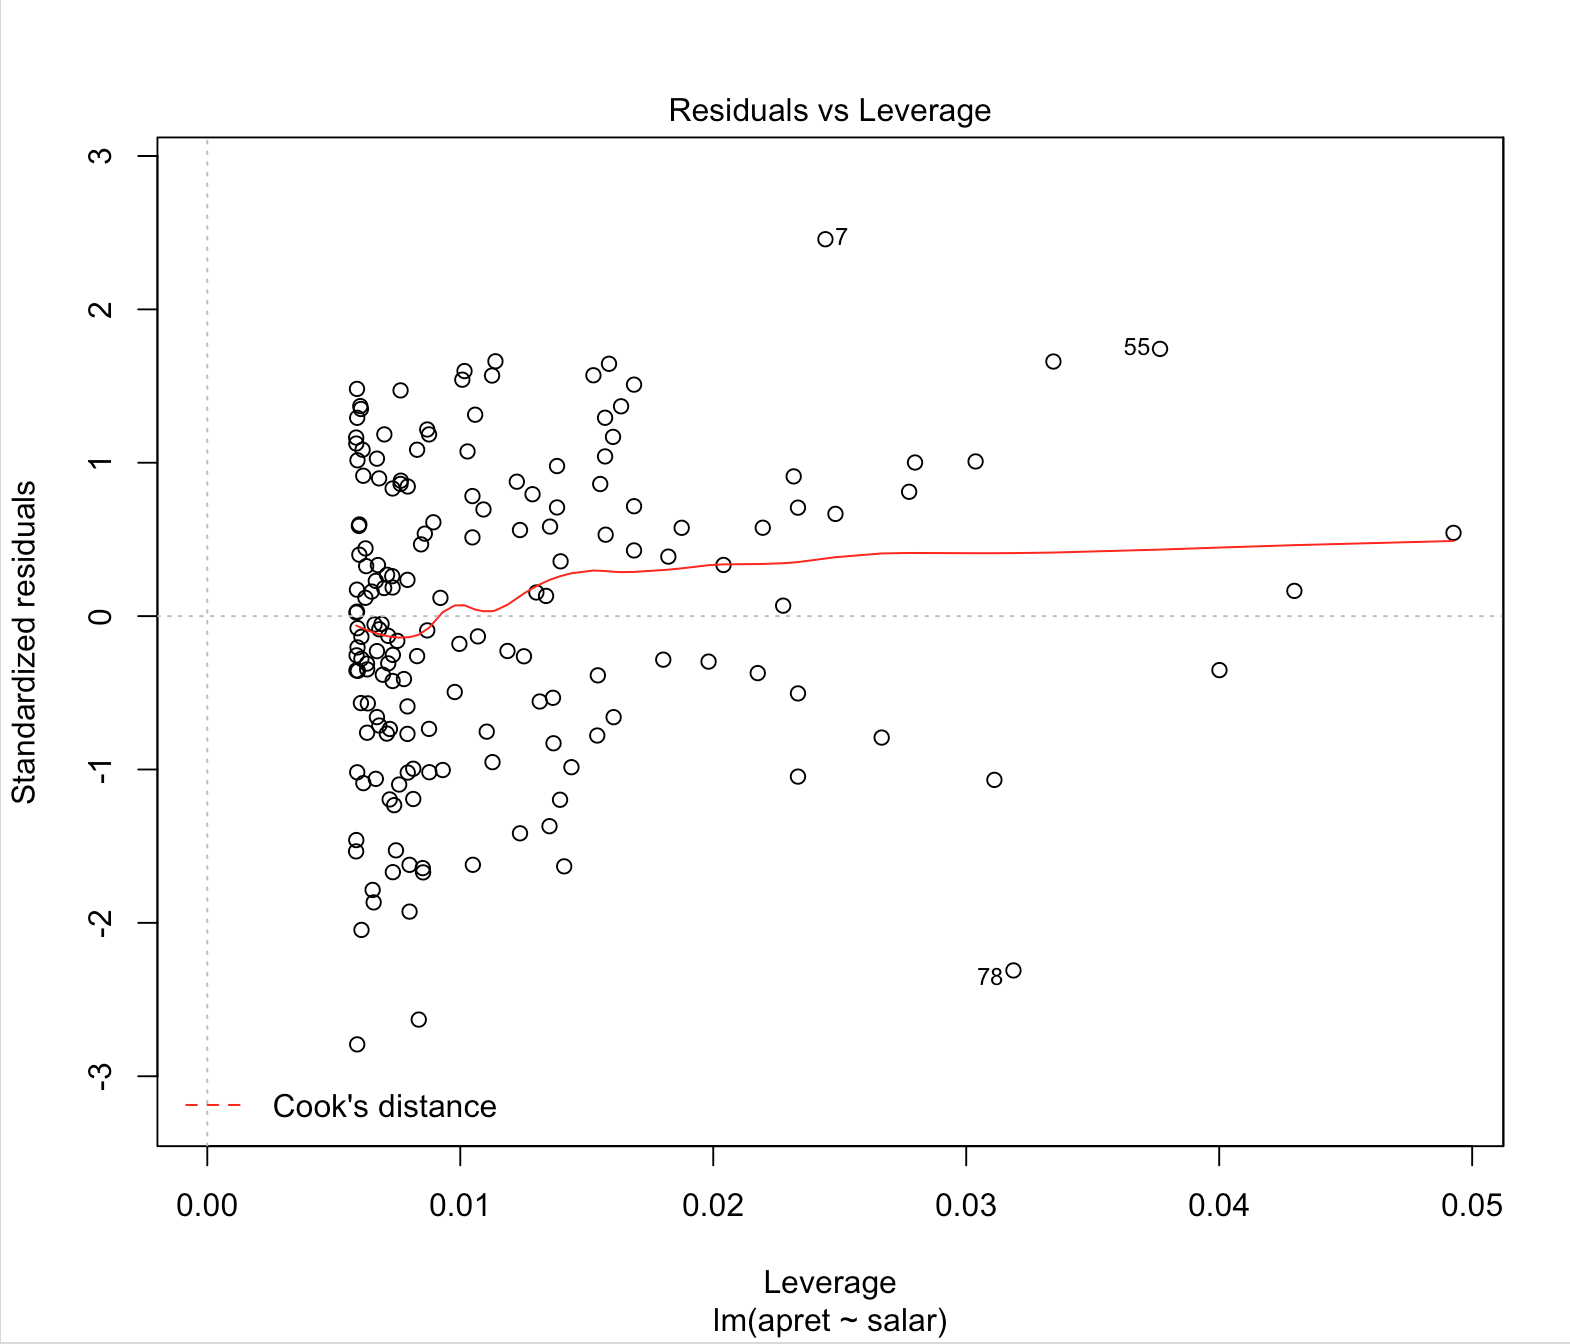 Residuals vs Leverage
Standardized residuals
3
2
1
0
-1
-2
-3
7
55
78
Cook's distance
0.00 0.01 0.02 0.03 0.04 0.05
Leverage
lm(apret ~ salar)